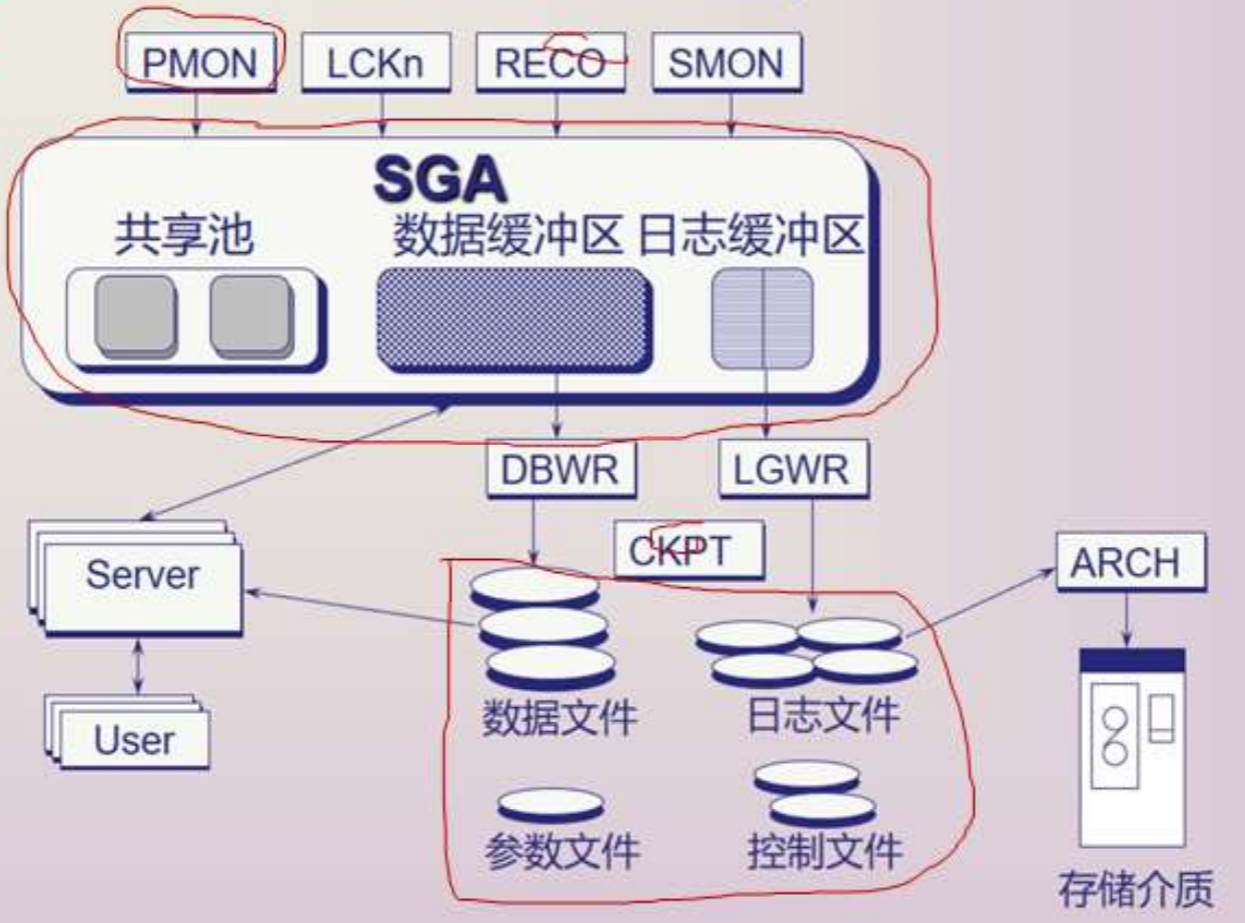 PMON LCKn RECO SMON
SGA
共享池 数据缓冲区 日志缓冲区
DBWR LGWR
CKPT
Server
ARCH
数据文件 日志文件
User
参数文件 控制文件
存储介质